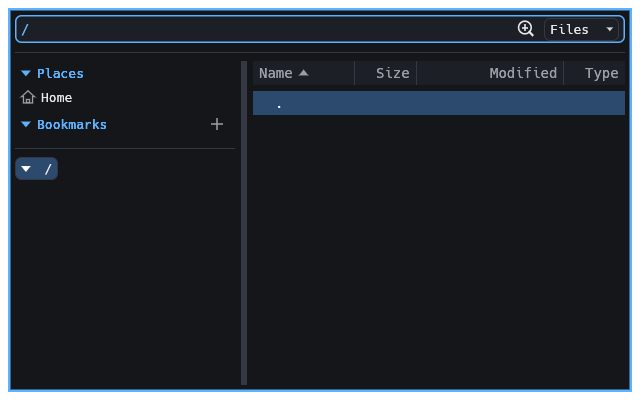 /
Files
Places
Home
Bookmarks
/
Name Size Modified Type
.